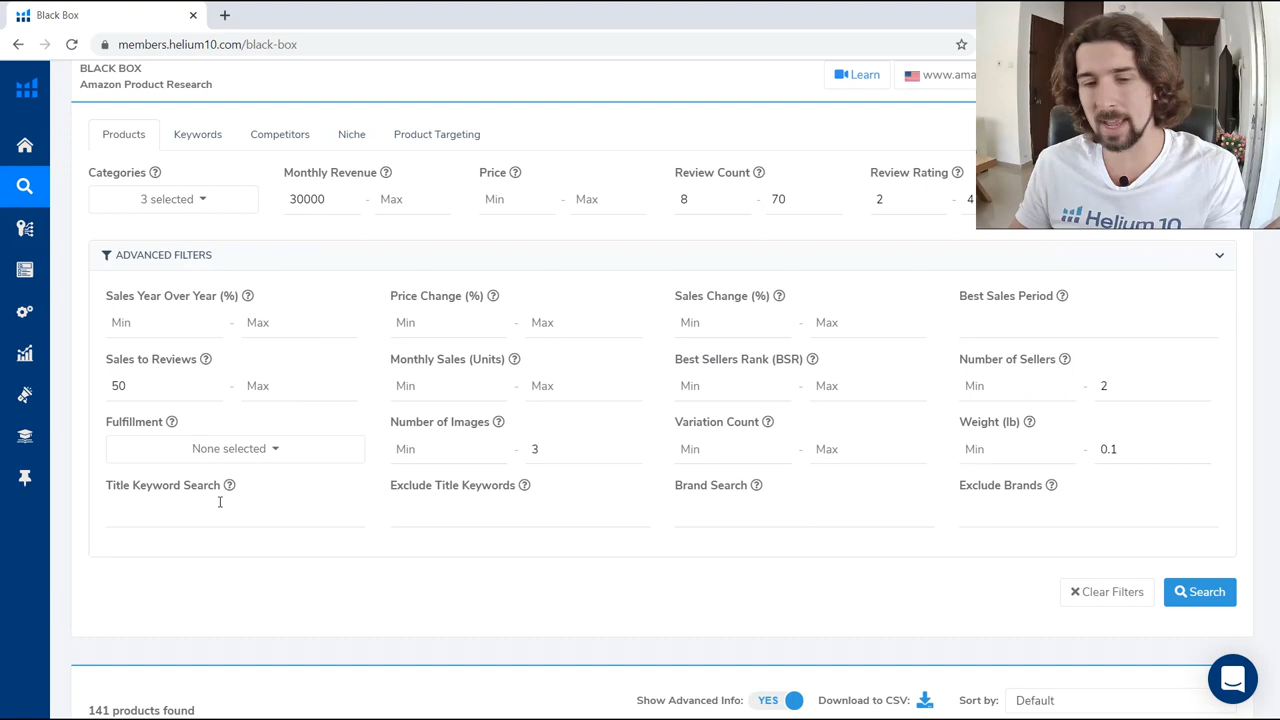 Black Box
members.helium10.com/black-box
BLACK BOX
Amazon Product Research
Learn
www.ama
Products Keywords Competitors Niche Product Targeting
Categories Monthly Revenue Price Review Count Review Rating
3 selected 30000 - Max Min - Max 8 - 70 2 - 4
Helium 10
ADVANCED FILTERS
Sales Year Over Year (%) Price Change (%) Sales Change (%) Best Sales Period
Min - Max Min - Max Min - Max
Sales to Reviews Monthly Sales (Units) Best Sellers Rank (BSR) Number of Sellers
50 - Max Min - Max Min - Max Min - 2
Fulfillment Number of Images Variation Count Weight (lb)
None selected Min - 3 Min - Max Min - 0.1
Title Keyword Search Exclude Title Keywords Brand Search Exclude Brands
Clear Filters Search
141 products found
Show Advanced Info: YES Download to CSV: Sort by: Default